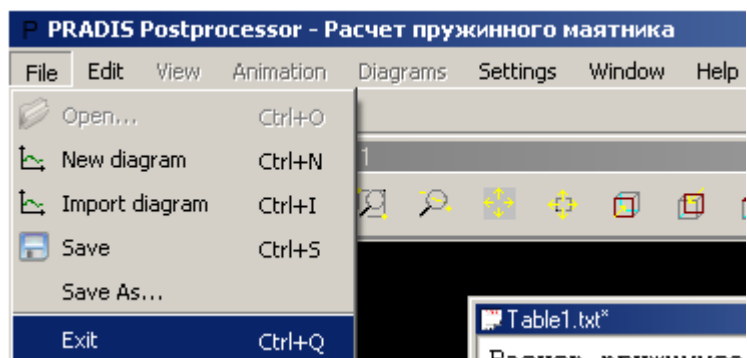 PRADIS Postprocessor - Расчет пружинного маятника
File Edit View Animation Diagrams Settings Window Help
Open... Ctrl+O
New diagram Ctrl+N
1
Import diagram Ctrl+I
Save Ctrl+S
Save As...
Table1.txt*
Exit Ctrl+Q